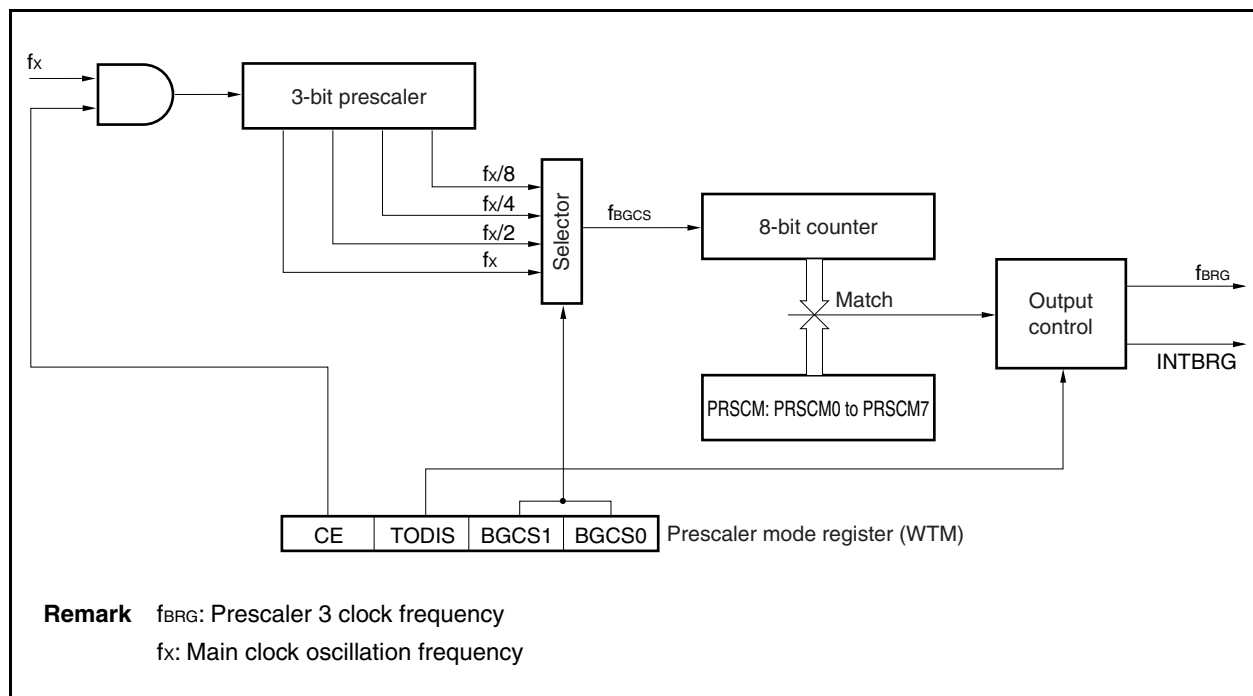 fX
3-bit prescaler
fX/8
fX/4
fX/2
fX
Selector
fBGCS
8-bit counter
Match
PRSCM: PRSCM0 to PRSCM7
Output
control
fBRG
INTBRG
CE TODIS BGCS1 BGCS0 Prescaler mode register (WTM)
Remark fBRG: Prescaler 3 clock frequency
fX: Main clock oscillation frequency